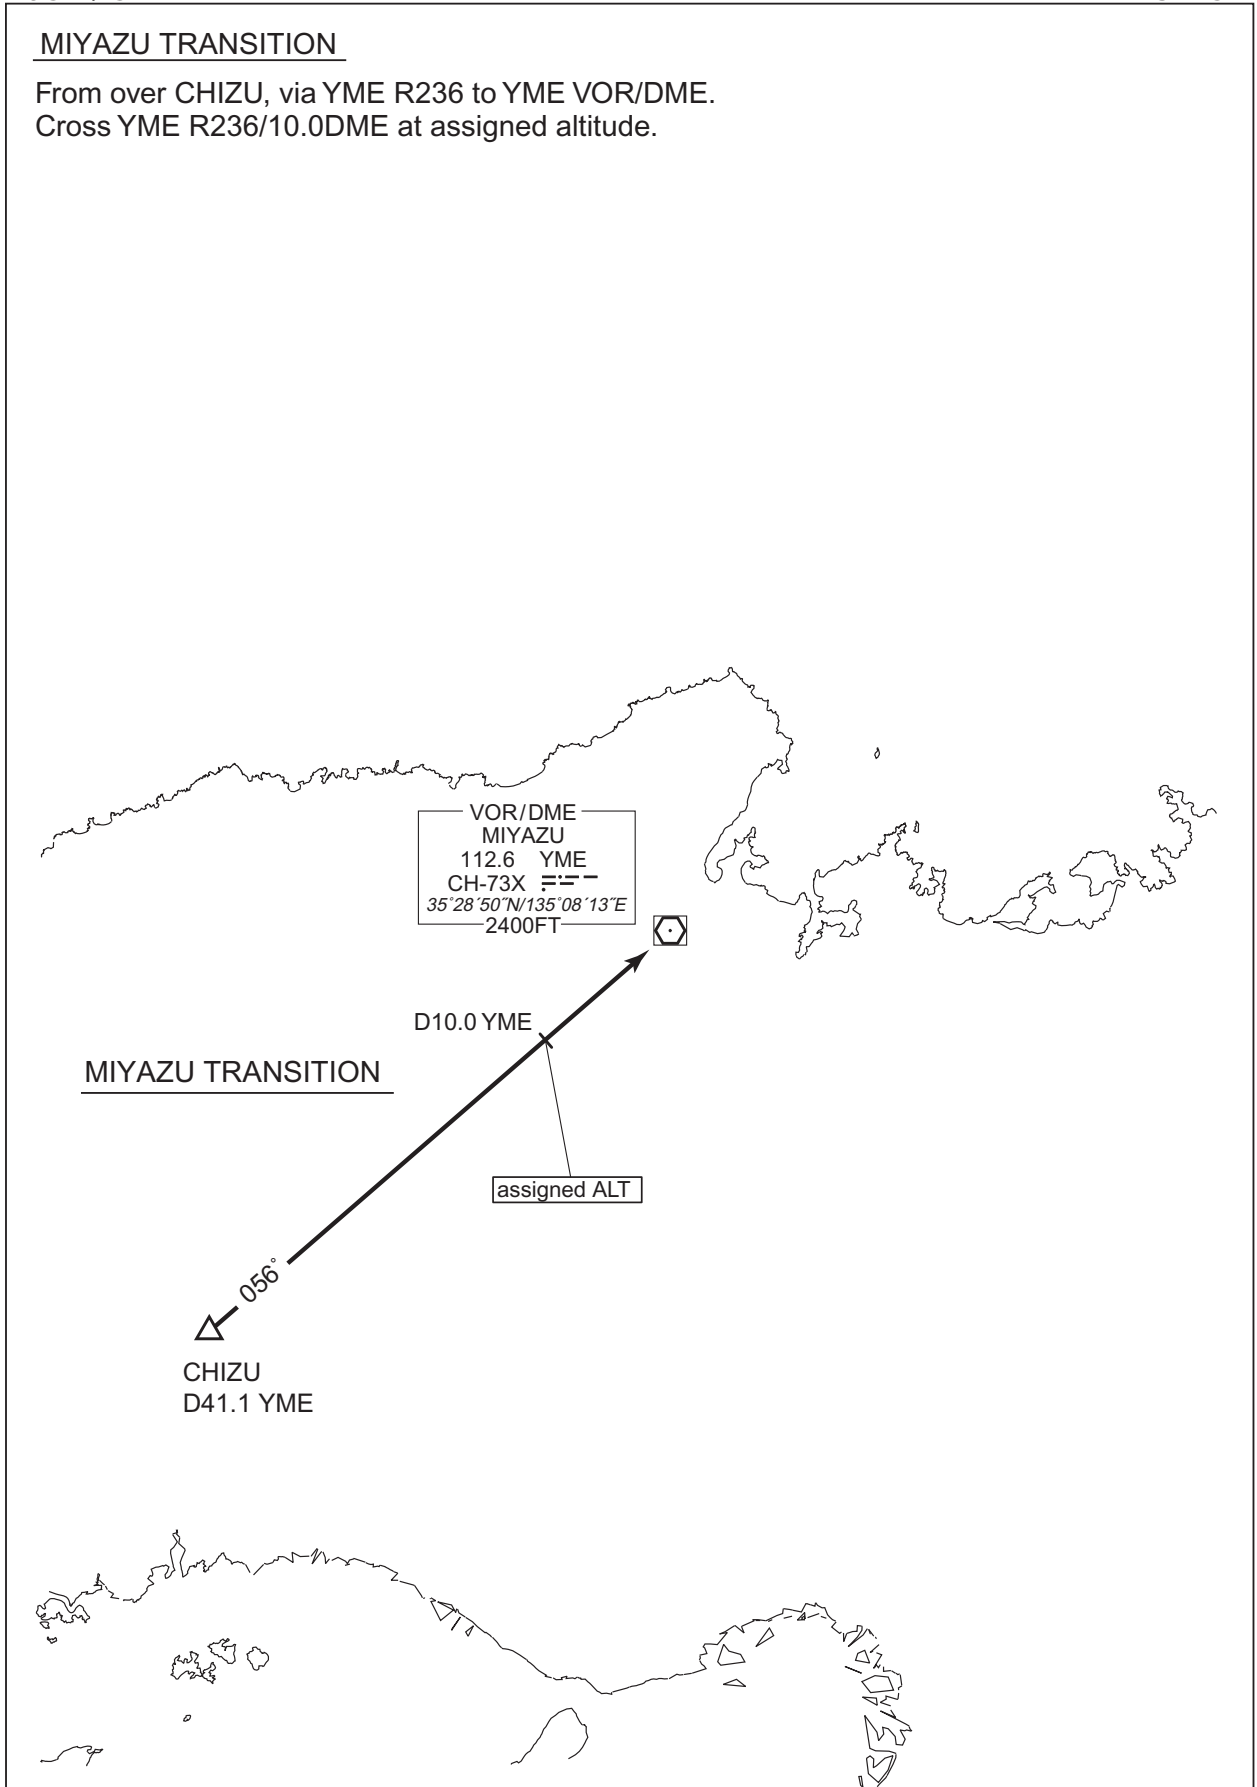 MIYAZU TRANSITION
From over CHIZU, via YME R236 to YME VOR/DME.
Cross YME R236/10.0DME at assigned altitude.
VOR/DME
MIYAZU
112.6 YME
CH-73X
35°28´50˝N/135°08´13˝E
2400FT
D10.0 YME
MIYAZU TRANSITION
assigned ALT
056°
CHIZU
D41.1 YME